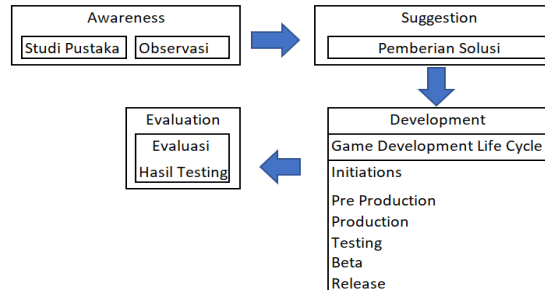 Awareness
Studi Pustaka
Observasi
Suggestion
Pemberian Solusi
Development
Game Development Life Cycle
Initiations
Pre Production
Production
Testing
Beta
Release
Evaluation
Evaluasi
Hasil Testing